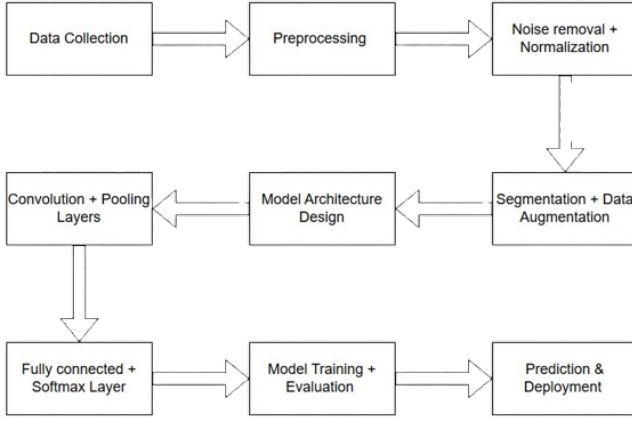 Data Collection
Preprocessing
Noise removal +
Normalization
Segmentation + Data
Augmentation
Model Architecture
Design
Convolution + Pooling
Layers
Fully connected +
Softmax Layer
Model Training +
Evaluation
Prediction &
Deployment